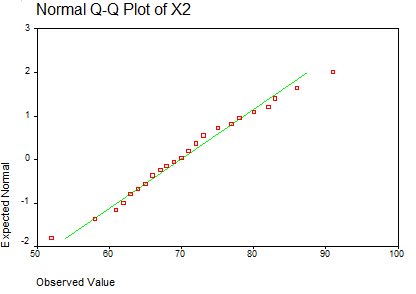 Normal Q-Q Plot of X2
3
2
1
0
-1
-2
50 60 70 80 90 100
Expected Normal
Observed Value